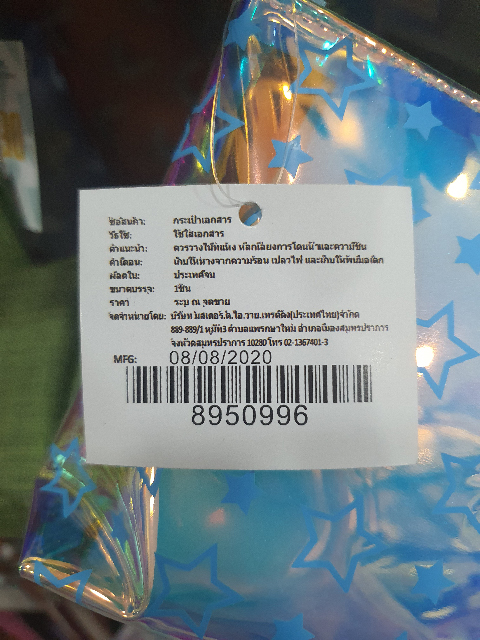 ชื่อสินค้า: กระเป๋าเอกสาร
วิธีใช้: ใช้ใส่เอกสาร
คำแนะนำ: ควรวางในที่แห้ง หลีกเลี่ยงการโดนน้ำและความชื้น
คำเตือน: เก็บให้ห่างจากความร้อน เปลวไฟ และเก็บให้พ้นมือเด็ก
ผลิตใน: ประเทศจีน
ขนาดบรรจุ: 1ชิ้น
ราคา ระบุ ณ จุดขาย
จัดจำหน่ายโดย: บริษัท มิสเตอร์.ดี.ไอ.วาย.เทรดดิ้ง(ประเทศไทย)จำกัด
889-889/1 หมู่ที่3 ตำบลแพรกษาใหม่ อำเภอเมืองสมุทรปราการ
จังหวัดสมุทรปราการ 10280 โทร 02-1367401-3
MFG: 08/08/2020
8950996